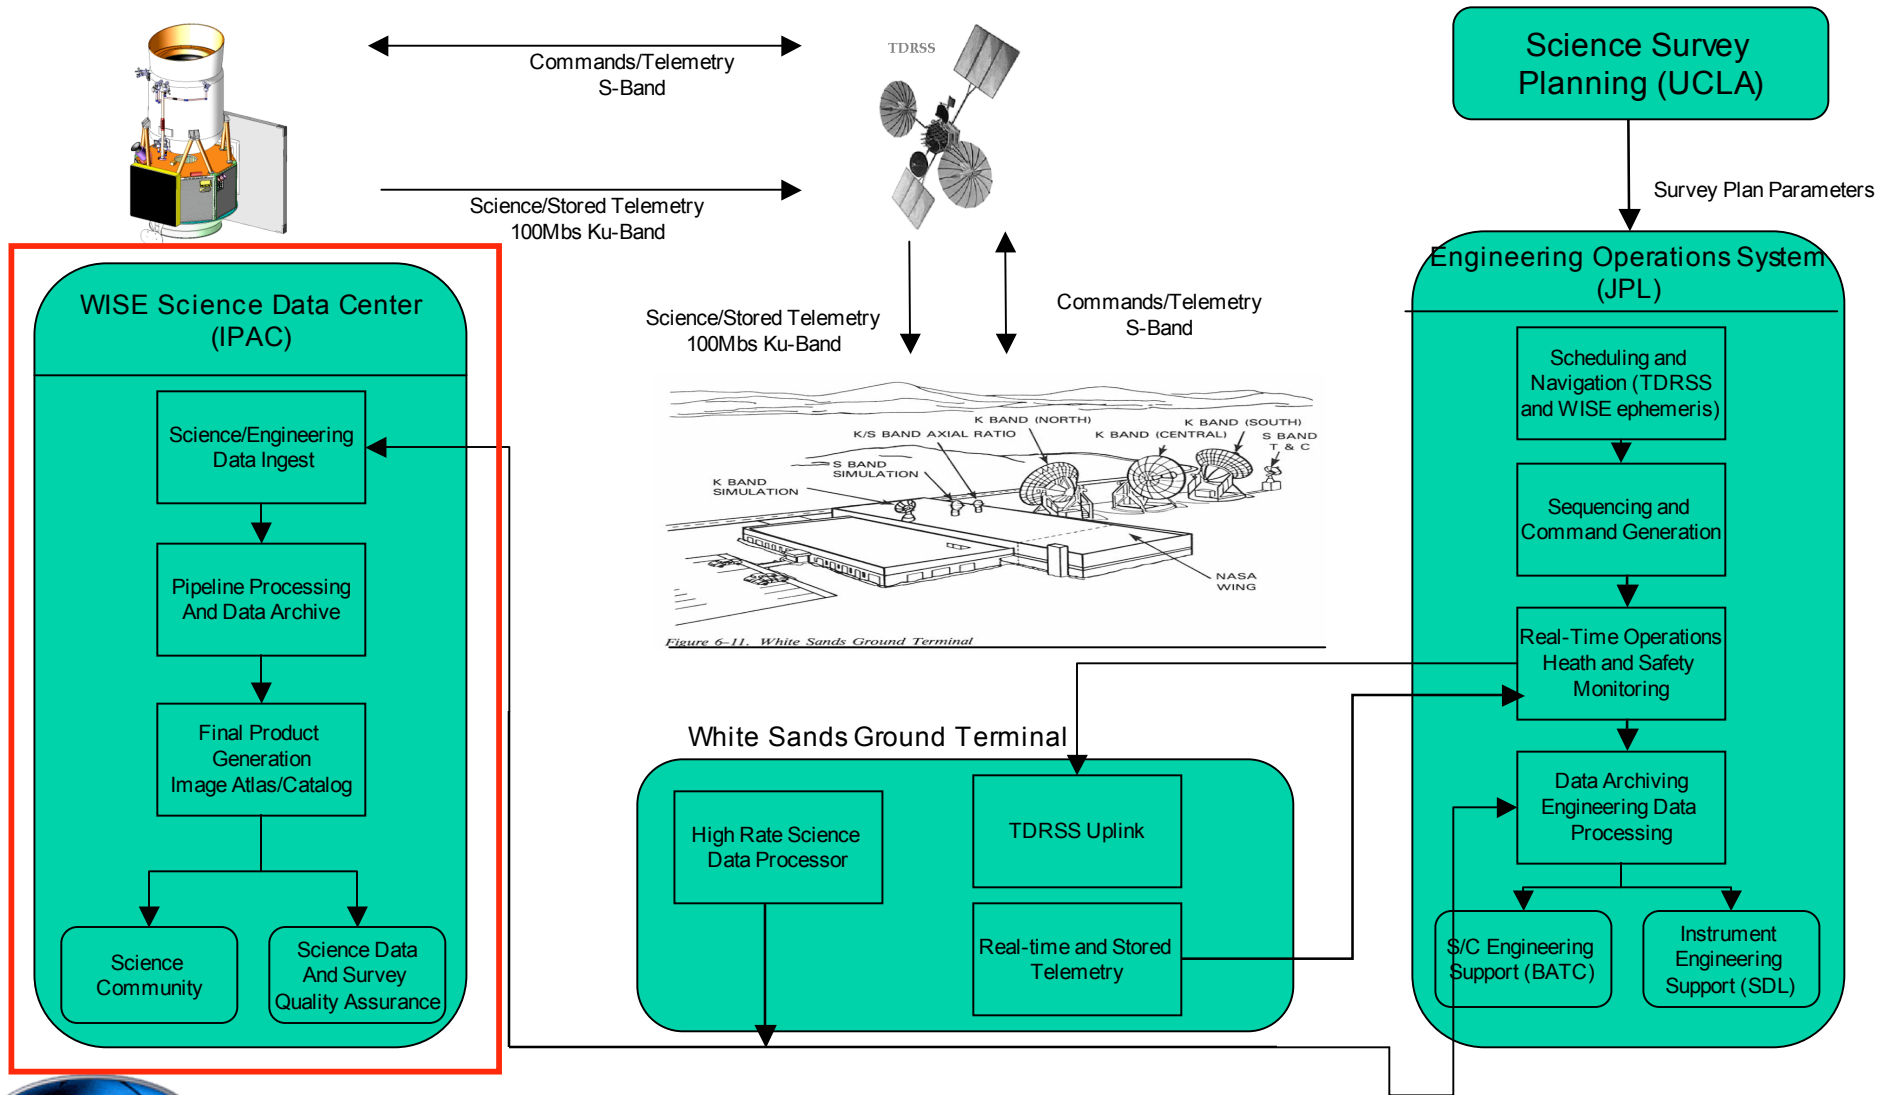 TDRSS
Commands/Telemetry
S-Band
Science/Stored Telemetry
100Mbs Ku-Band
Science Survey
Planning (UCLA)
Survey Plan Parameters
WISE Science Data Center
(IPAC)
Science/Engineering
Data Ingest
Pipeline Processing
And Data Archive
Final Product
Generation
Image Atlas/Catalog
Science
Community
Science Data
And Survey
Quality Assurance
Science/Stored Telemetry
100Mbs Ku-Band
Commands/Telemetry
S-Band
K BAND (NORTH)
K BAND (SOUTH)
K/S BAND AXIAL RATIO
K BAND (CENTRAL)
S BAND
T & C
S BAND
SIMULATION
K BAND
SIMULATION
NASA
WING
Figure 6-11. White Sands Ground Terminal
White Sands Ground Terminal
High Rate Science
Data Processor
TDRSS Uplink
Real-time and Stored
Telemetry
Engineering Operations System
(JPL)
Scheduling and
Navigation (TDRSS
and WISE ephemeris)
Sequencing and
Command Generation
Real-Time Operations
Heath and Safety
Monitoring
Data Archiving
Engineering Data
Processing
S/C Engineering
Support (BATC)
Instrument
Engineering
Support (SDL)